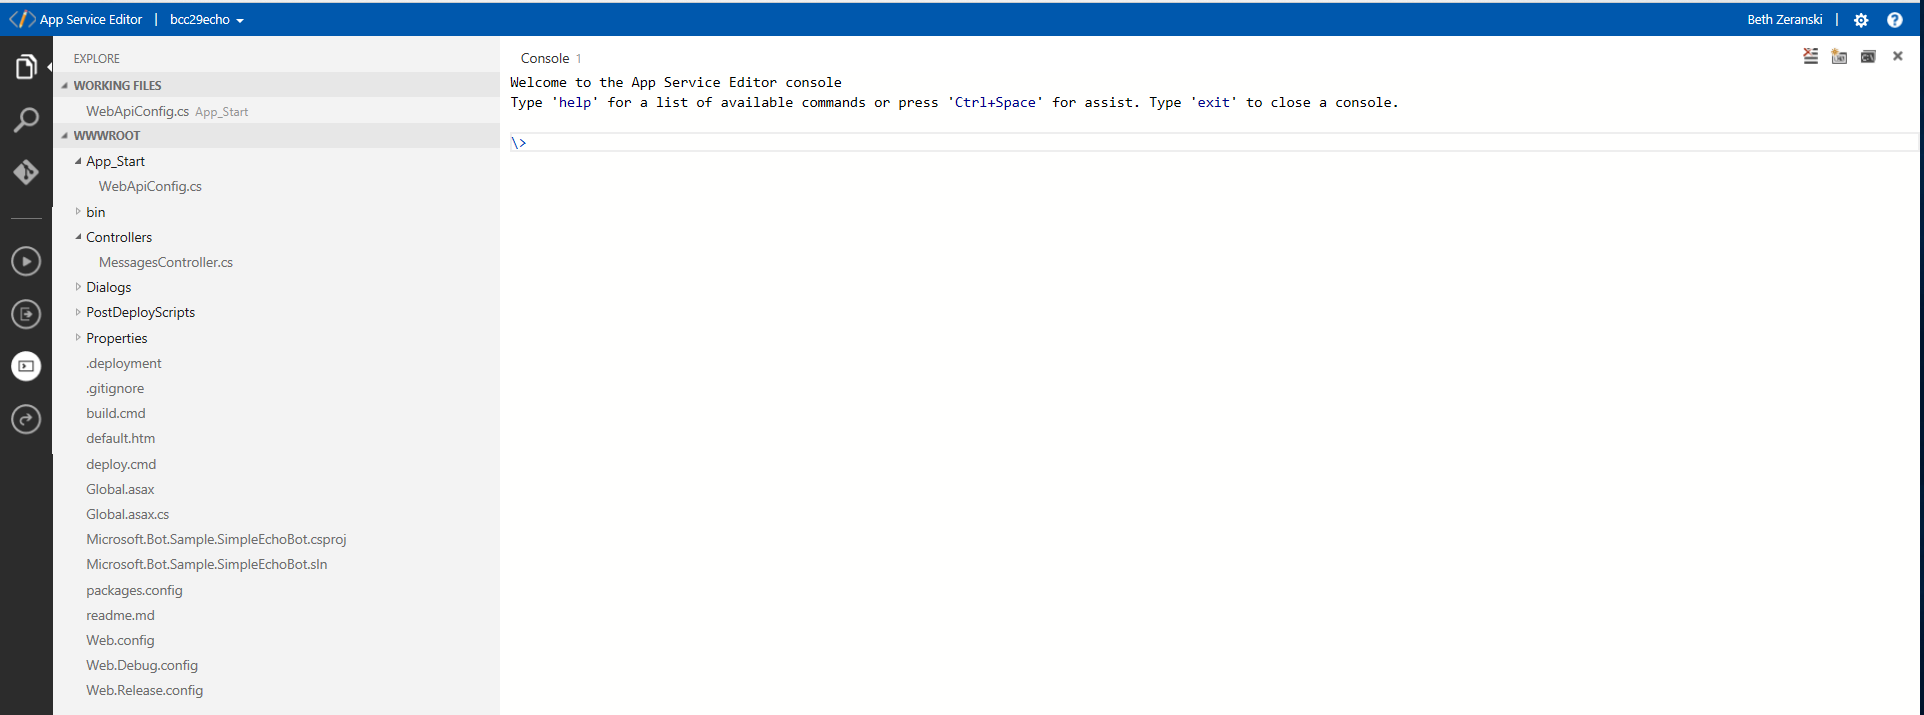 App Service Editor | bcc29echo
Beth Zeranski |
EXPLORE
WORKING FILES
WebApiConfig.cs App_Start
WWWROOT
App_Start
WebApiConfig.cs
bin
Controllers
MessagesController.cs
Dialogs
PostDeployScripts
Properties
.deployment
.gitignore
build.cmd
default.htm
deploy.cmd
Global.asax
Global.asax.cs
Microsoft.Bot.Sample.SimpleEchoBot.csproj
Microsoft.Bot.Sample.SimpleEchoBot.sln
packages.config
readme.md
Web.config
Web.Debug.config
Web.Release.config
Console 1
Welcome to the App Service Editor console
Type 'help' for a list of available commands or press 'Ctrl+Space' for assist. Type 'exit' to close a console.
\>